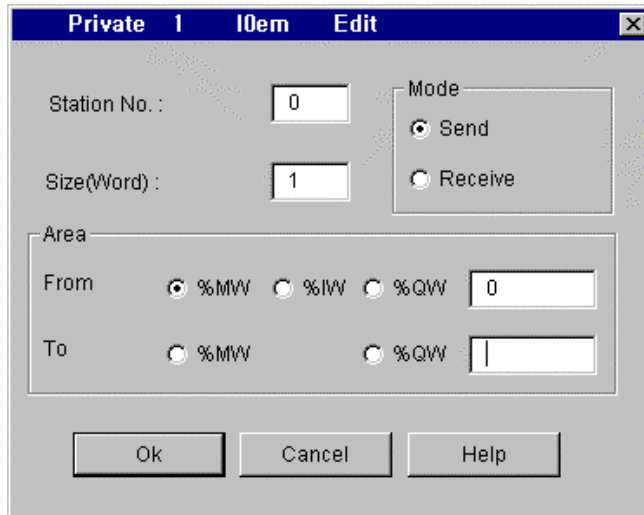 Private 1 I0em Edit
Station No. : 0
Size(Word) : 1
Mode
Send
Receive
Area
From %MW %IW %QW 0
To %MW %QW
Ok Cancel Help